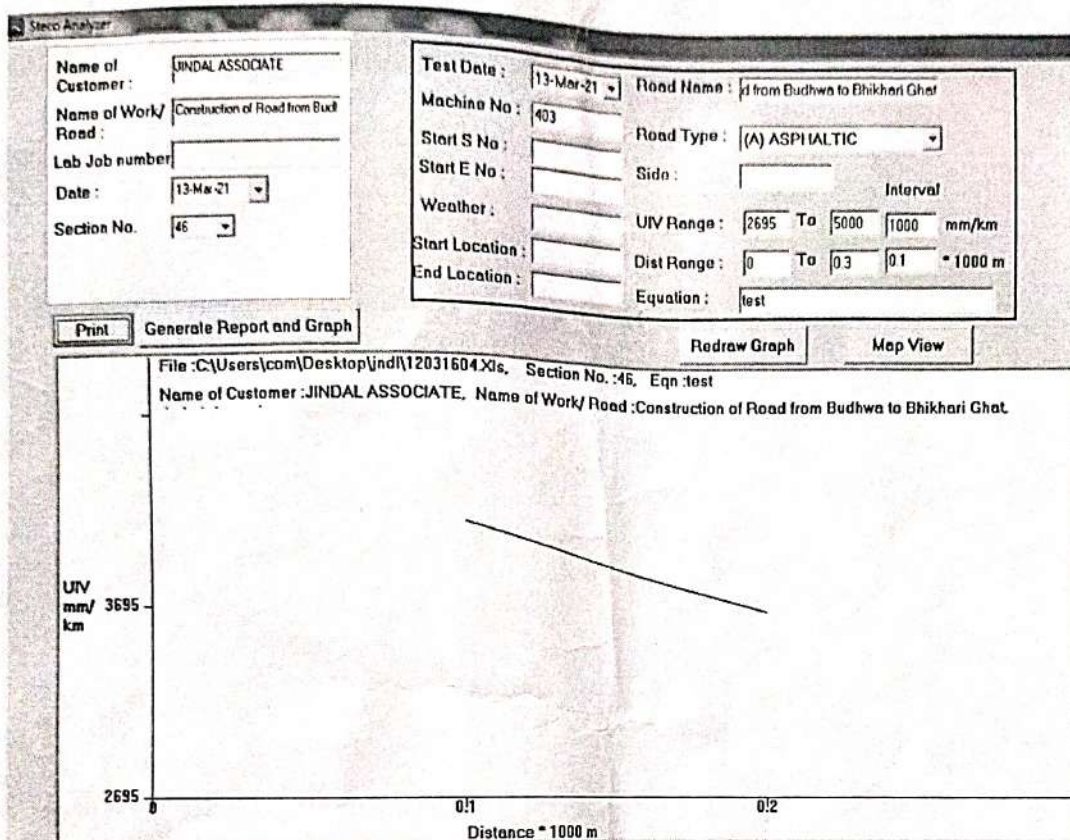 Steco Analyzer
Name of Customer : JINDAL ASSOCIATE
Name of Work/ Road : Construction of Road from Budl
Lab Job number
Date : 13-Mar-21
Section No. 46
Test Date : 13-Mar-21
Machine No : 403
Start S No :
Start E No :
Weather :
Start Location :
End Location :
Road Name : d from Budhwa to Bhikhari Ghat
Road Type : (A) ASPHALTIC
Side :
Interval
UIV Range : 2695 To 5000 1000 mm/km
Dist Range : 0 To 0.3 0.1 * 1000 m
Equation : test
Print Generate Report and Graph
Redraw Graph Map View
File :C:\Users\com\Desktop\jndl\12031604.Xls, Section No. :46, Eqn :test
Name of Customer :JINDAL ASSOCIATE, Name of Work/ Road :Construction of Road from Budhwa to Bhikhari Ghat,
UIV
mm/ 3695
km
2695
0 0.1 0.2
Distance * 1000 m